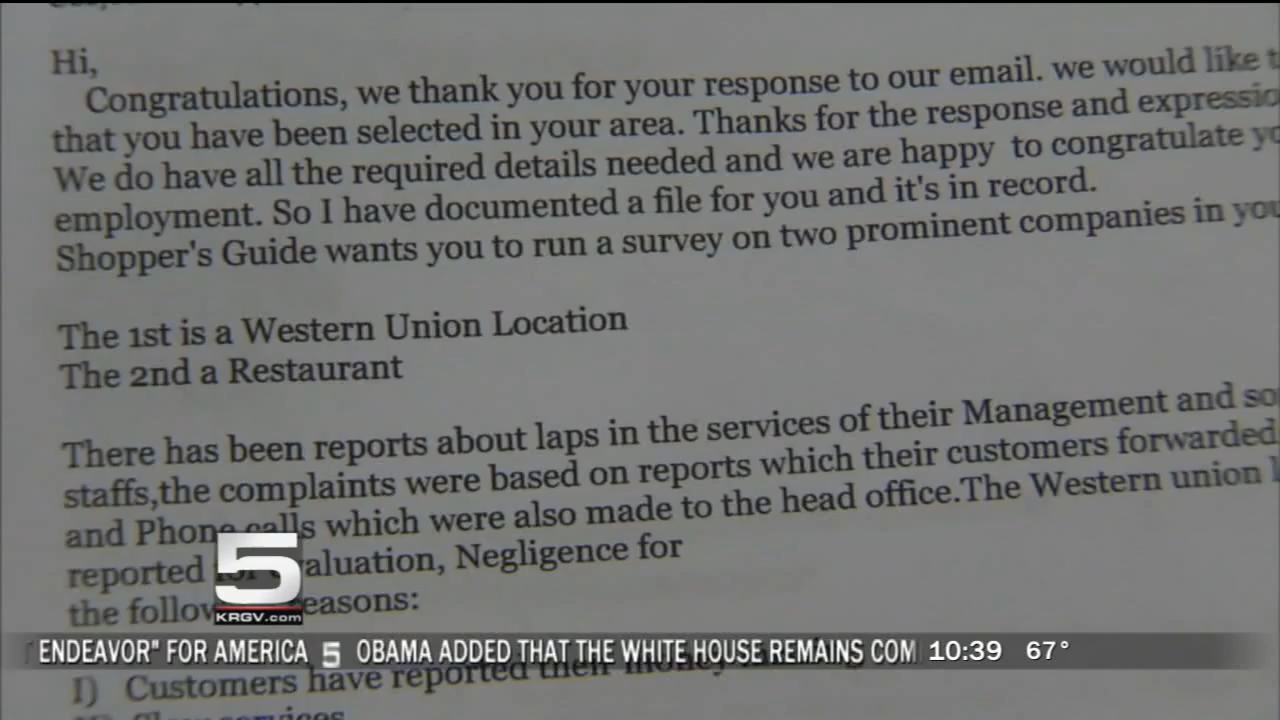 Hi,
Congratulations, we thank you for your response to our email. we would like
that you have been selected in your area. Thanks for the response and
We do have all the required details needed and we are happy to congratulate
employment. So I have documented a file for you and it's in record.
Shopper's Guide wants you to run a survey on two prominent companies in
The 1st is a Western Union Location
The 2nd a Restaurant
There has been reports about laps in the services of their Management and
staffs,the complaints were based on reports which their customers forwarded
and Phone calls which were also made to the head office.The Western union
reported for evaluation, Negligence for
the following reasons:
5
KRGV.com
ENDEAVOR" FOR AMERICA 5 OBAMA ADDED THAT THE WHITE HOUSE REMAINS COM 10:39 67°
I) Customers have reported their money